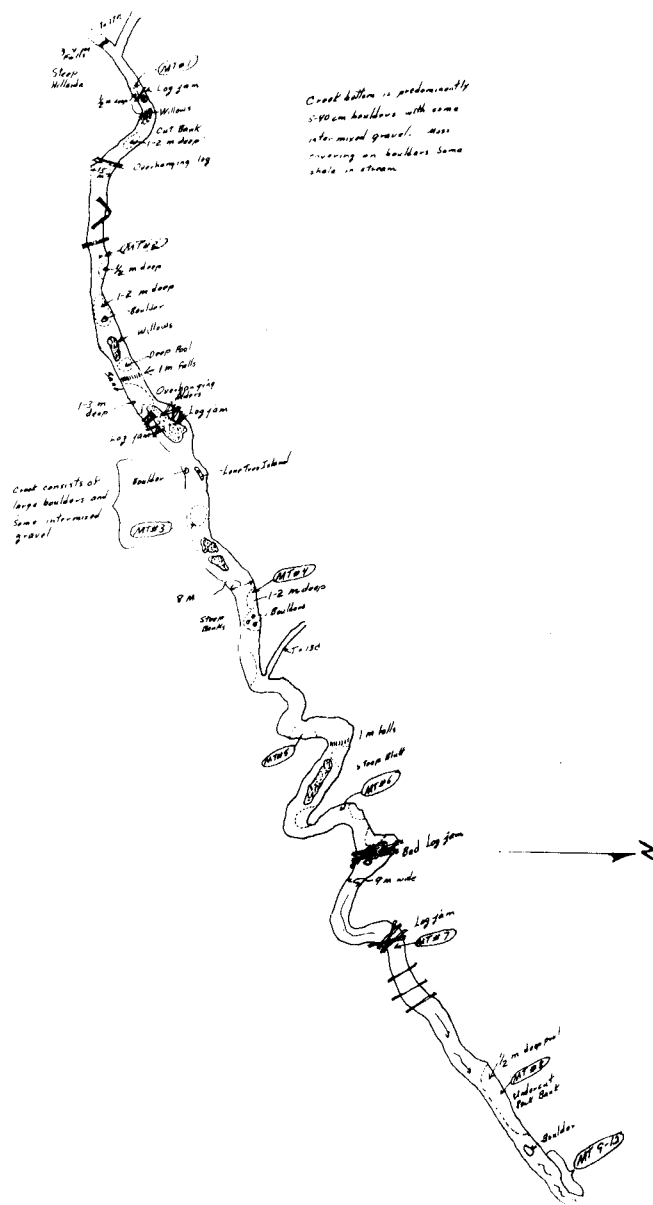 Falls
Steep
Hillside
MT#1
Log jam
1/2 m deep
Willows
Cut Bank
1-2 m deep
Overhanging log
Creek bottom is predominently
5-40 cm boulders with some
intermixed gravel. Moss
covering on boulders Some
shale in stream
MT#2
1/2 m deep
1-2 m deep
Boulder
Willows
Deep Pool
1 m falls
Sand
Overhanging
Alders
1-3 m
deep
Log jam
Log jam
Creek consists of
large boulders and
Some intermixed
gravel
Boulder
Lone Tree Island
MT#3
MT#4
8 M
1-2 m deep
Steep
Banks
Boulders
1 m falls
MT#5
Steep Bluff
MT#6
Bad Log jam
N
9 m wide
Log jam
MT#7
1/2 m deep pool
MT#8
Undercut
Bank
Boulder
MT 9-13